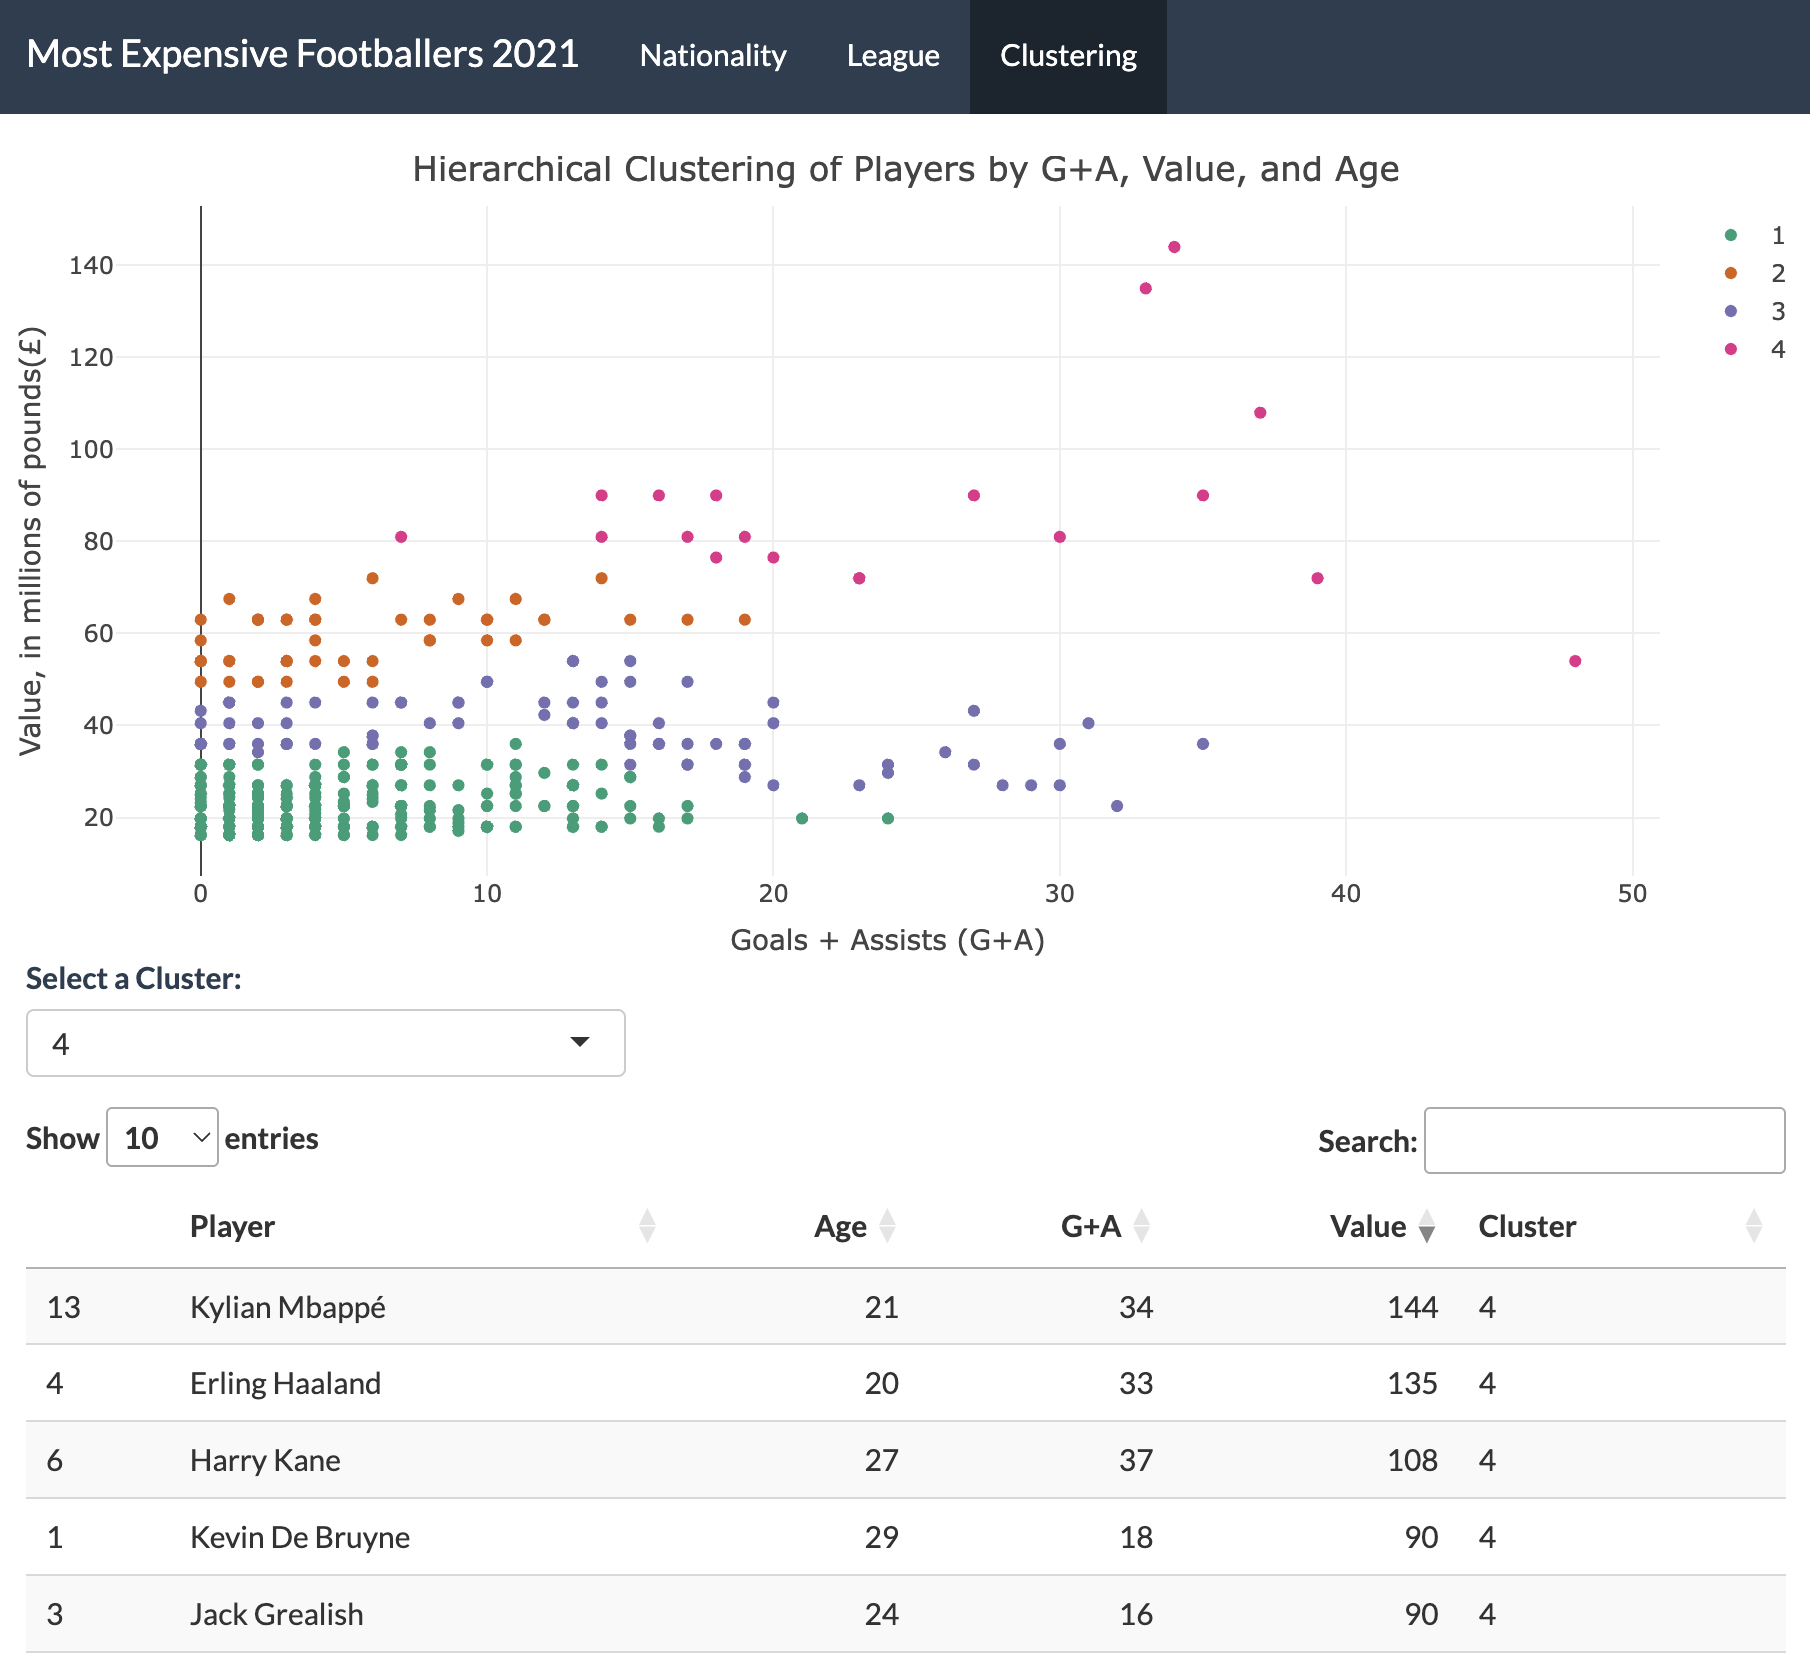 Most Expensive Footballers 2021 Nationality League Clustering
Hierarchical Clustering of Players by G+A, Value, and Age
1
2
3
4
140
120
100
80
60
40
20
Value, in millions of pounds(£)
0 10 20 30 40 50
Goals + Assists (G+A)
Select a Cluster:
4
Show 10 entries Search:
Player Age G+A Value Cluster
13 Kylian Mbappé 21 34 144 4
4 Erling Haaland 20 33 135 4
6 Harry Kane 27 37 108 4
1 Kevin De Bruyne 29 18 90 4
3 Jack Grealish 24 16 90 4